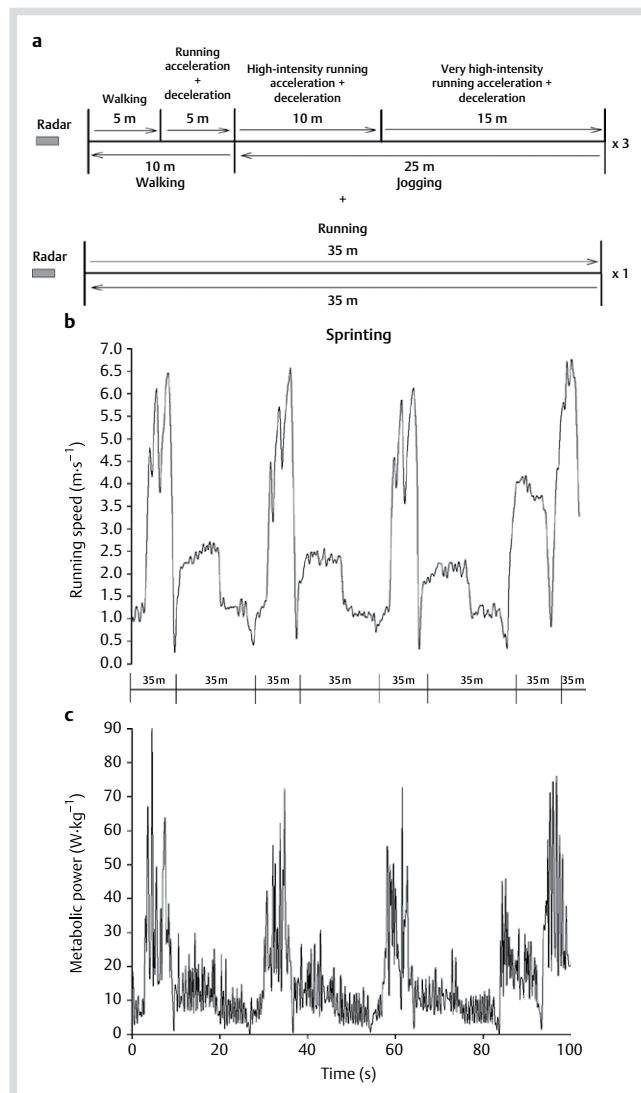 a
Running
acceleration
+
deceleration
High-intensity running
acceleration +
deceleration
Very high-intensity
running acceleration +
deceleration
Walking
Radar
5 m
5 m
10 m
15 m
x 3
10 m
25 m
Walking
Jogging
+
Running
Radar
35 m
x 1
35 m
b
Sprinting
7.0
6.5
6.0
5.5
5.0
4.5
4.0
3.5
3.0
2.5
2.0
1.5
1.0
0.5
0.0
Running speed (m·s⁻¹)
35 m 35 m 35 m 35 m 35 m 35 m 35 m 35 m
c
90
80
70
60
50
40
30
20
10
0
Metabolic power (W·kg⁻¹)
0 20 40 60 80 100
Time (s)